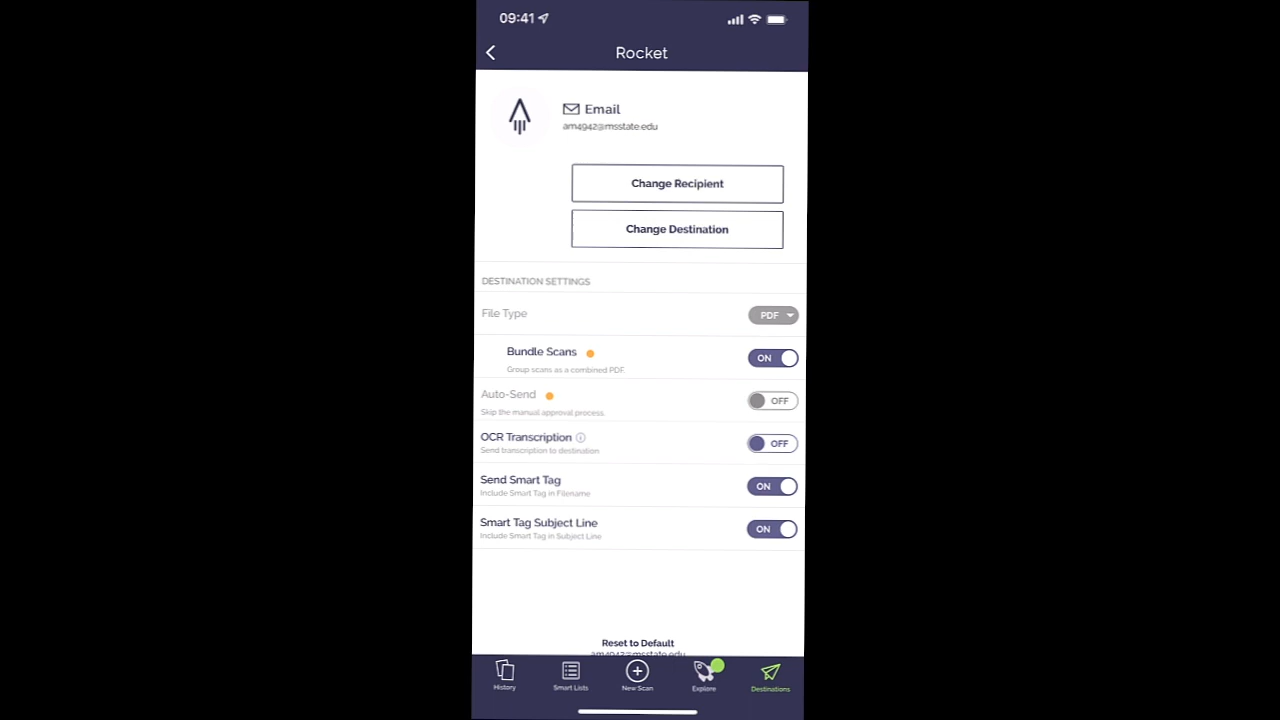 09:41
Rocket
Email
am4942@msstate.edu
Change Recipient
Change Destination
DESTINATION SETTINGS
File Type
PDF
Bundle Scans
ON
Group scans as a combined PDF.
Auto-Send
OFF
Skip the manual approval process.
OCR Transcription
OFF
Send transcription to destination
Send Smart Tag
ON
Include Smart Tag in Filename
Smart Tag Subject Line
ON
Include Smart Tag in Subject Line
Reset to Default
am4942@msstate.edu
History
Smart Lists
New Scan
Explore
Destinations